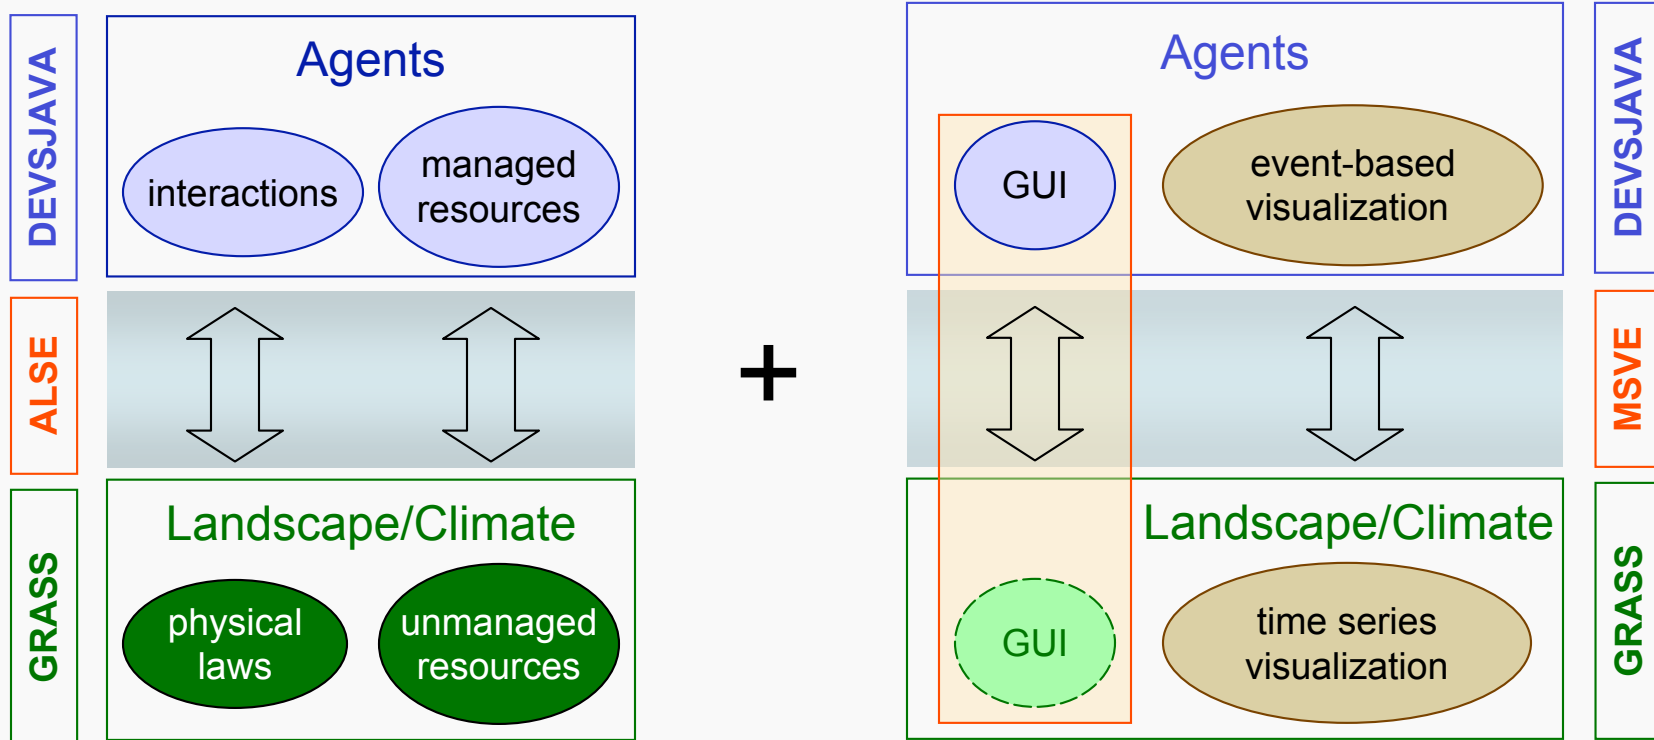 DEVSJAVA
Agents
interactions
managed
resources
ALSE
GRASS
Landscape/Climate
physical
laws
unmanaged
resources
+
Agents
GUI
event-based
visualization
DEVSJAVA
MSVE
Landscape/Climate
GUI
time series
visualization
GRASS